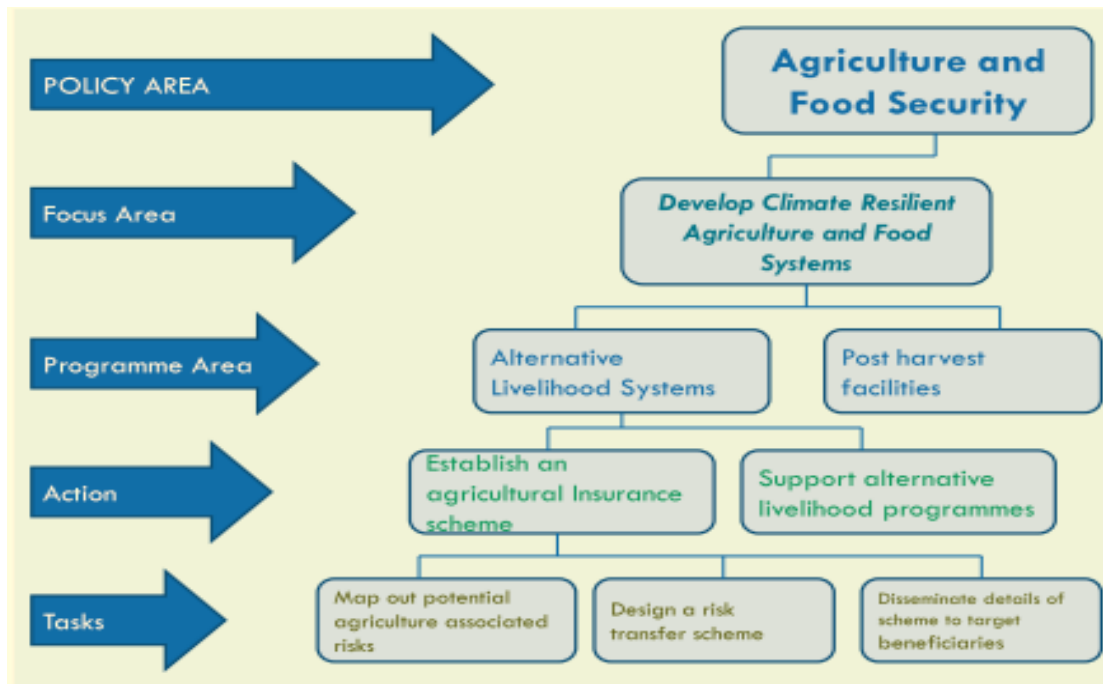 POLICY AREA
Agriculture and
Food Security
Focus Area
Develop Climate Resilient
Agriculture and Food
Systems
Programme Area
Alternative
Livelihood Systems
Post harvest
facilities
Action
Establish an
agricultural Insurance
scheme
Support alternative
livelihood programmes
Tasks
Map out potential
agriculture associated
risks
Design a risk
transfer scheme
Disseminate details of
scheme to target
beneficiaries